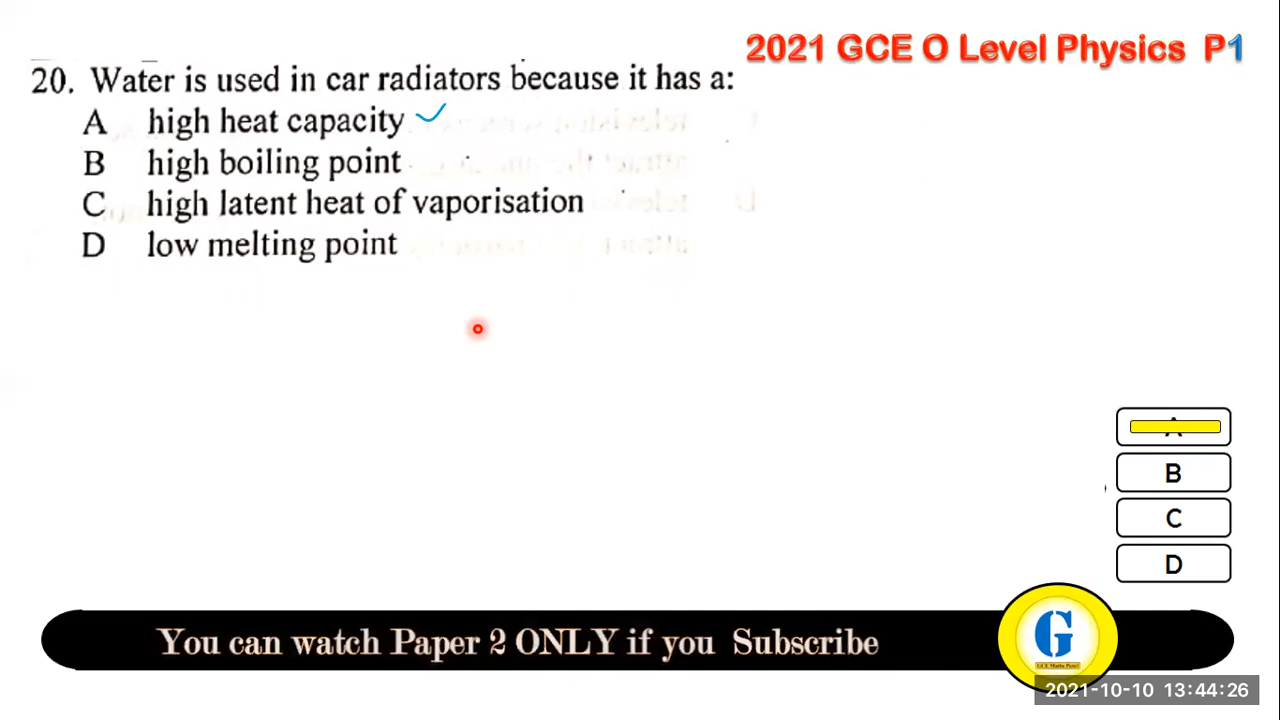 2021 GCE O Level Physics P1
20. Water is used in car radiators because it has a:
A high heat capacity
B high boiling point
C high latent heat of vaporisation
D low melting point
A
B
C
D
You can watch Paper 2 ONLY if you Subscribe
G
2021-10-10 13:44:26